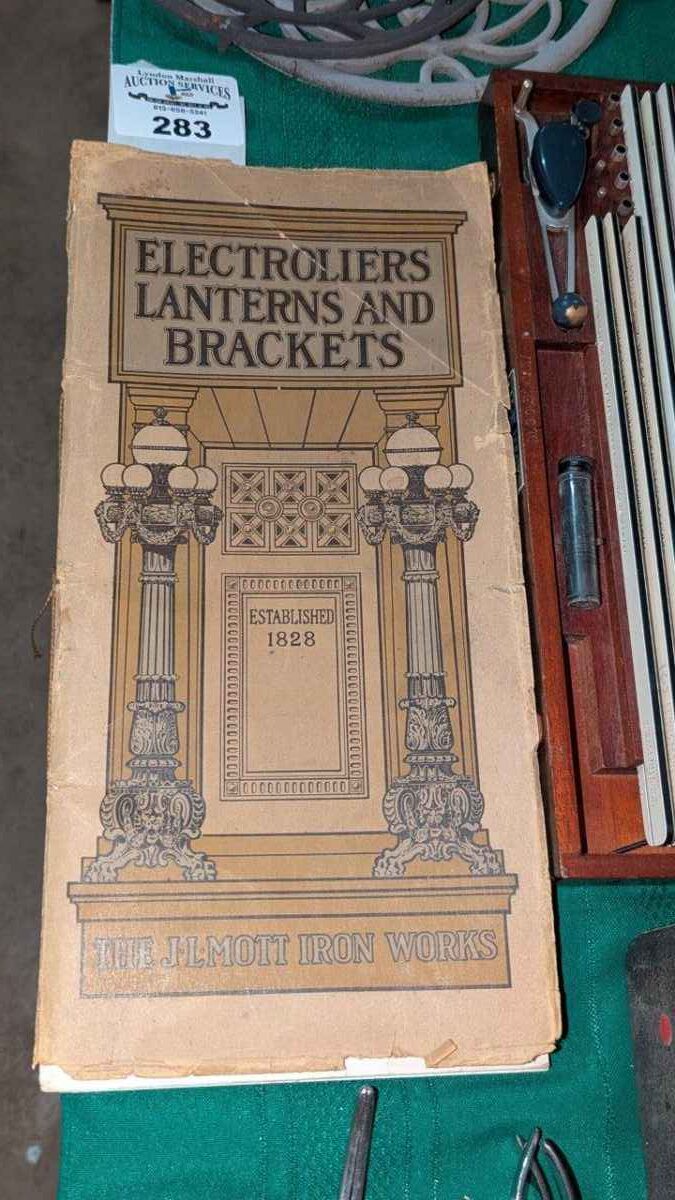 Lyndon Marshall
AUCTION SERVICES
283
ELECTROLIERS
LANTERNS AND
BRACKETS
ESTABLISHED
1828
THE J·L·MOTT IRON WORKS